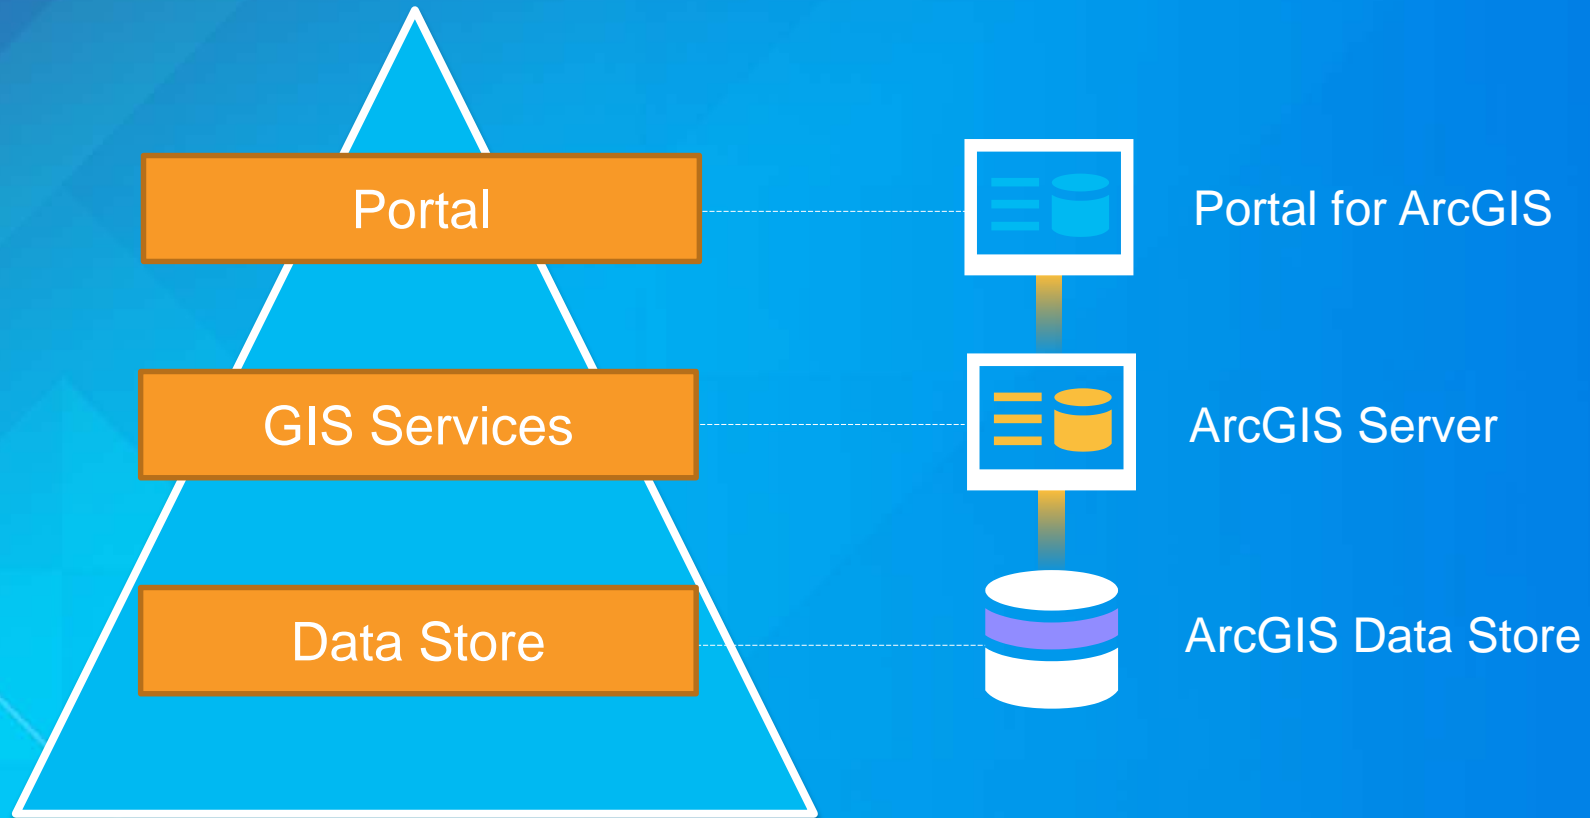 Portal
Portal for ArcGIS
GIS Services
ArcGIS Server
Data Store
ArcGIS Data Store